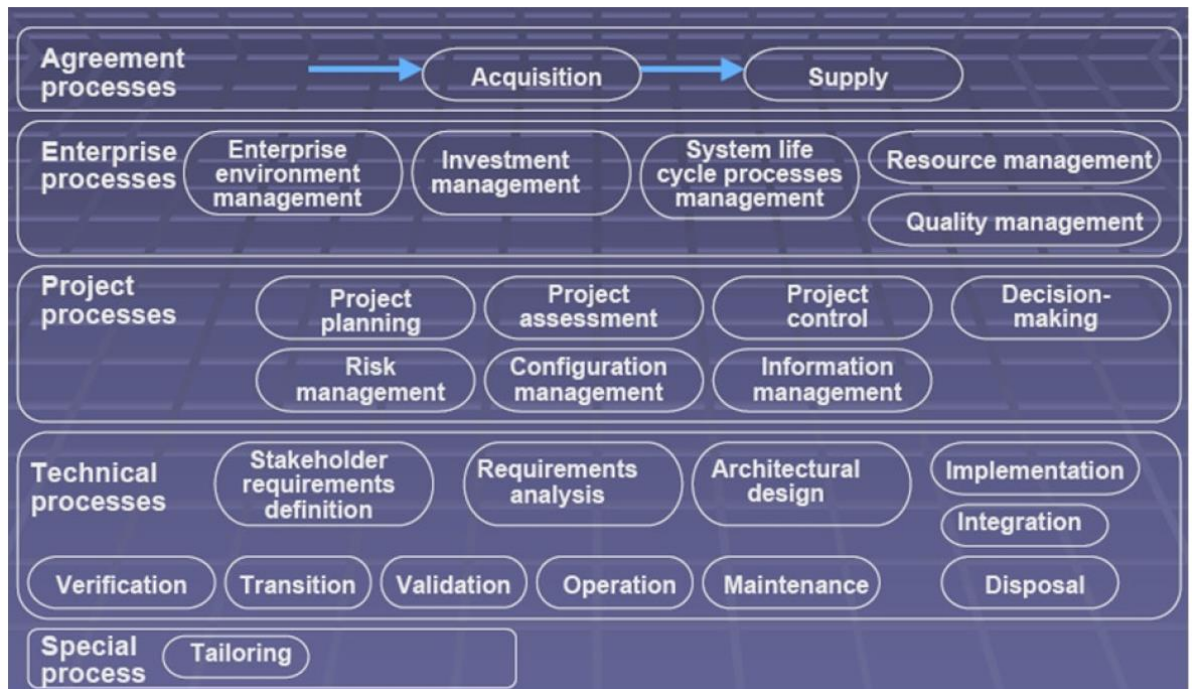 Agreement
processes
Acquisition
Supply
Enterprise
processes
Enterprise
environment
management
Investment
management
System life
cycle processes
management
Resource management
Quality management
Project
processes
Project
planning
Project
assessment
Project
control
Decision-
making
Risk
management
Configuration
management
Information
management
Technical
processes
Stakeholder
requirements
definition
Requirements
analysis
Architectural
design
Implementation
Integration
Verification
Transition
Validation
Operation
Maintenance
Disposal
Special
process
Tailoring